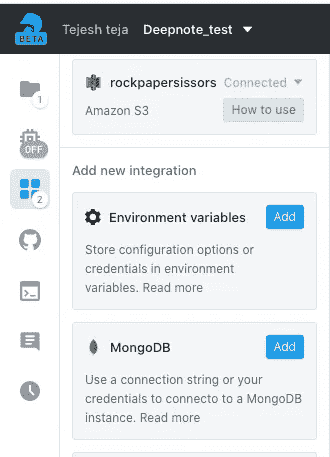 BETA
Tejesh teja Deepnote_test
1
rockpapersissors Connected
Amazon S3 How to use
OFF
Add new integration
2
Environment variables Add
Store configuration options or
credentials in environment
variables. Read more
MongoDB Add
Use a connection string or your
credentials to connecto to a MongoDB
instance. Read more